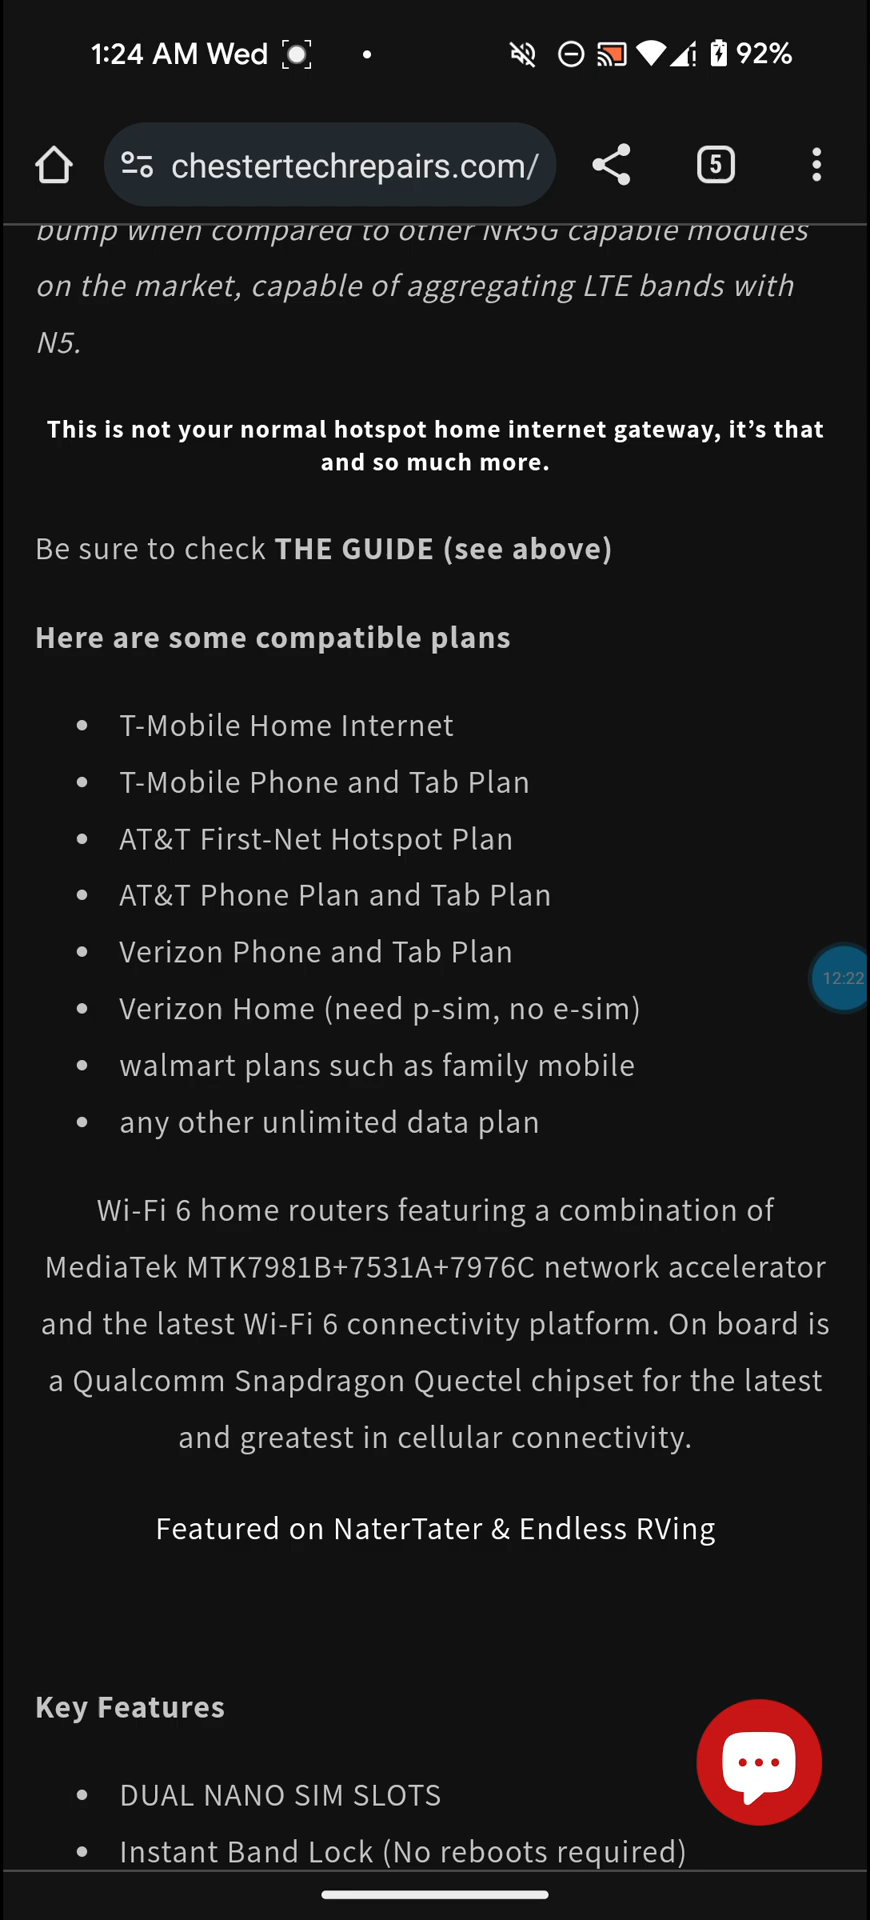 1:24 AM Wed
92%
chestertechrepairs.com/
5
bump when compared to other NR5G capable modules
on the market, capable of aggregating LTE bands with
N5.
This is not your normal hotspot home internet gateway, it’s that
and so much more.
Be sure to check THE GUIDE (see above)
Here are some compatible plans
• T-Mobile Home Internet
• T-Mobile Phone and Tab Plan
• AT&T First-Net Hotspot Plan
• AT&T Phone Plan and Tab Plan
• Verizon Phone and Tab Plan
12:22
• Verizon Home (need p-sim, no e-sim)
• walmart plans such as family mobile
• any other unlimited data plan
Wi-Fi 6 home routers featuring a combination of
MediaTek MTK7981B+7531A+7976C network accelerator
and the latest Wi-Fi 6 connectivity platform. On board is
a Qualcomm Snapdragon Quectel chipset for the latest
and greatest in cellular connectivity.
Featured on NaterTater & Endless RVing
Key Features
• DUAL NANO SIM SLOTS
• Instant Band Lock (No reboots required)